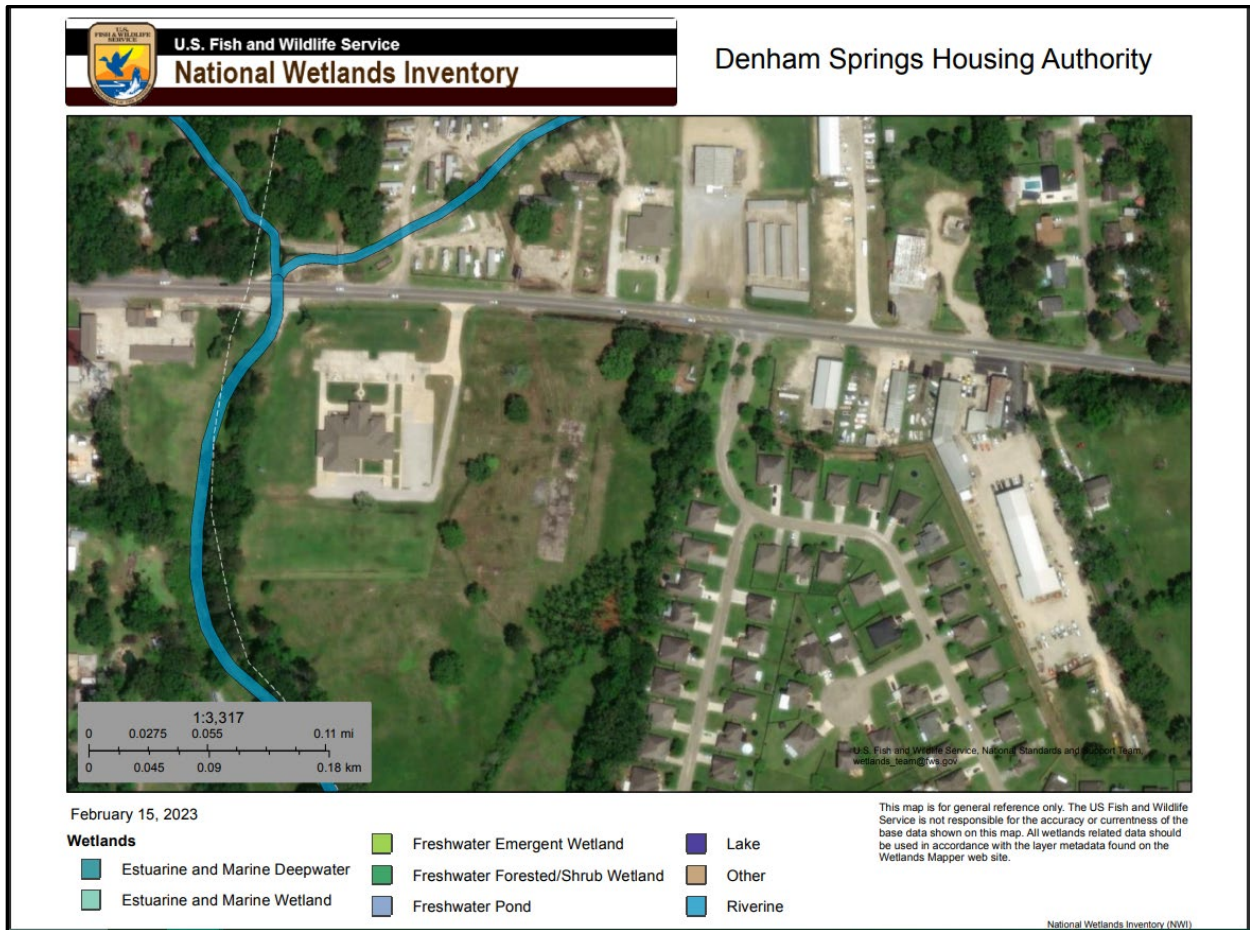 U.S.
FISH & WILDLIFE
SERVICE
U.S. Fish and Wildlife Service
National Wetlands Inventory
Denham Springs Housing Authority
1:3,317
0 0.0275 0.055 0.11 mi
0 0.045 0.09 0.18 km
U.S. Fish and Wildlife Service, National Standards and Support Team,
wetlands_team@fws.gov
February 15, 2023
Wetlands
Estuarine and Marine Deepwater
Estuarine and Marine Wetland
Freshwater Emergent Wetland
Freshwater Forested/Shrub Wetland
Freshwater Pond
Lake
Other
Riverine
This map is for general reference only. The US Fish and Wildlife
Service is not responsible for the accuracy or currentness of the
base data shown on this map. All wetlands related data should
be used in accordance with the layer metadata found on the
Wetlands Mapper web site.
National Wetlands Inventory (NWI)